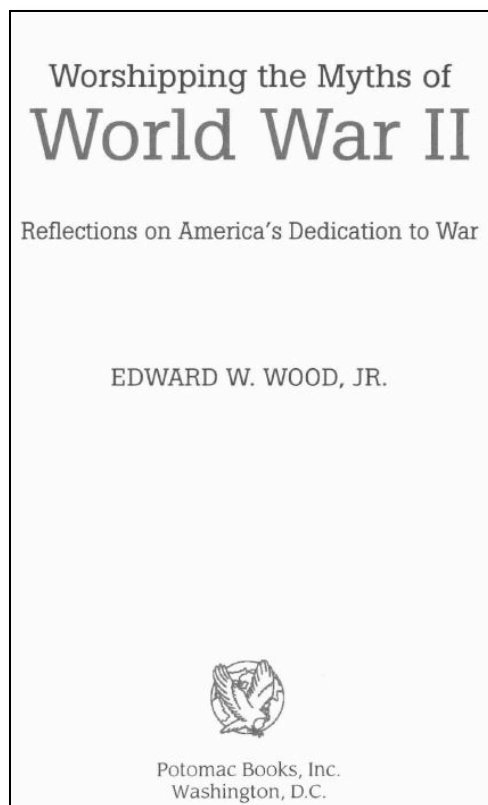 Worshipping the Myths of
World War II
Reflections on America's Dedication to War
EDWARD W. WOOD, JR.
Potomac Books, Inc.
Washington, D.C.